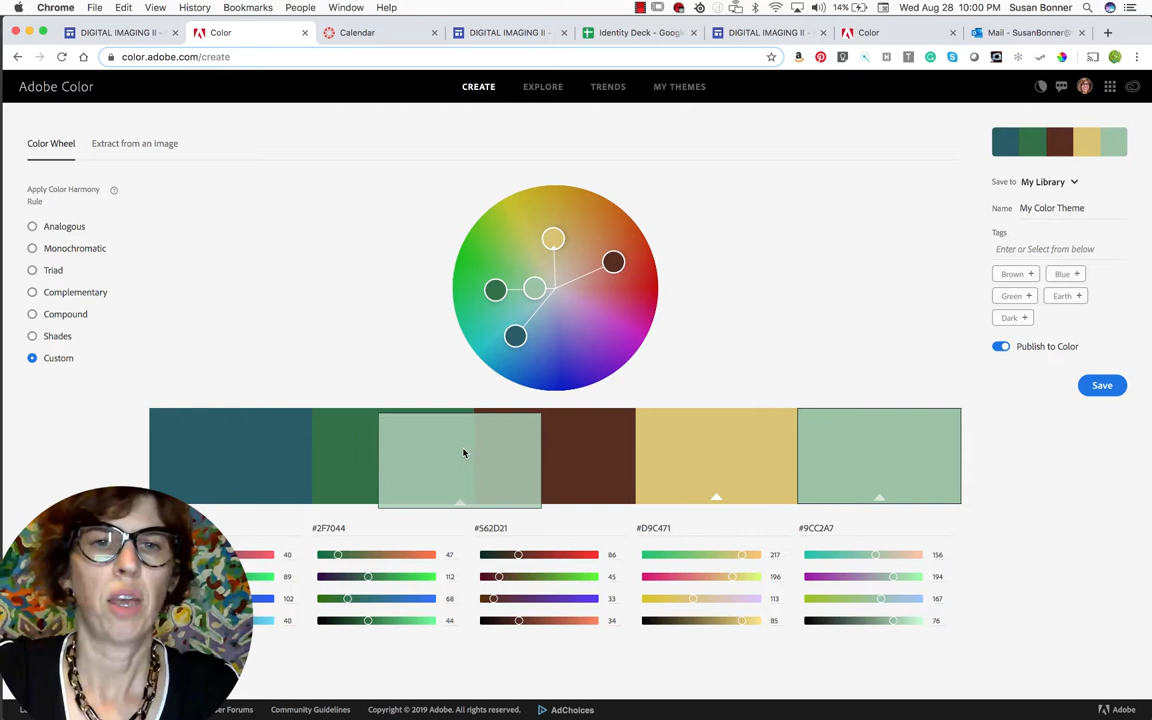 Chrome File Edit View History Bookmarks People Window Help 14% Wed Aug 28 10:00 PM Susan Bonner
DIGITAL IMAGING II - Color Calendar DIGITAL IMAGING II - Identity Deck - Google DIGITAL IMAGING II - Color Mail - SusanBonner@
color.adobe.com/create
Adobe Color CREATE EXPLORE TRENDS MY THEMES
Color Wheel Extract from an Image
Apply Color Harmony
Rule
Analogous
Monochromatic
Triad
Complementary
Compound
Shades
Custom
Save to My Library
Name My Color Theme
Tags
Enter or Select from below
Brown + Blue +
Green + Earth +
Dark +
Publish to Color
Save
#2F7044 #562D21 #D9C471 #9CC2A7
40 47 86 217 156
89 112 45 196 194
102 68 33 113 167
40 44 34 85 76
User Forums Community Guidelines Copyright © 2019 Adobe. All rights reserved. AdChoices Adobe